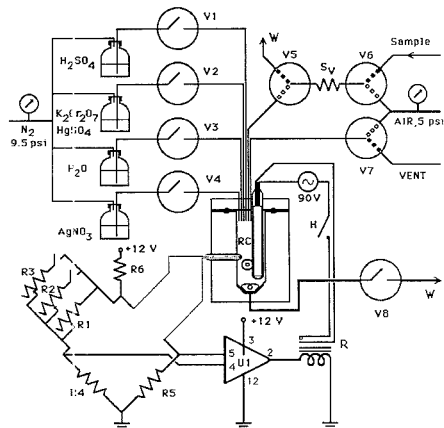 V1
H2SO4
V2
K2Cr2O7
HgSO4
N2
9.5 psi
V3
H2O
V4
AgNO3
W
V5
SV
V6
Sample
AIR, 5 psi
V7
VENT
90V
K
RC
+12 V
R6
R3
R2
R1
R5
+12 V
3
5
4
U1
2
12
R
V8
W